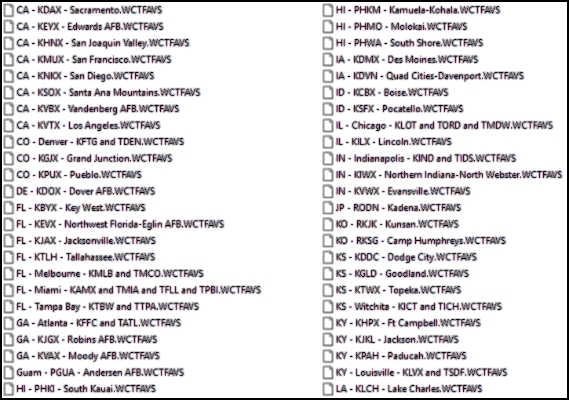 CA - KDAX - Sacramento.WCTFAVS
CA - KEYX - Edwards AFB.WCTFAVS
CA - KHNX - San Joaquin Valley.WCTFAVS
CA - KMUX - San Francisco.WCTFAVS
CA - KNKX - San Diego.WCTFAVS
CA - KSOX - Santa Ana Mountains.WCTFAVS
CA - KVBX - Vandenberg AFB.WCTFAVS
CA - KVTX - Los Angeles.WCTFAVS
CO - Denver - KFTG and TDEN.WCTFAVS
CO - KGJX - Grand Junction.WCTFAVS
CO - KPUX - Pueblo.WCTFAVS
DE - KDOX - Dover AFB.WCTFAVS
FL - KBYX - Key West.WCTFAVS
FL - KEVX - Northwest Florida-Eglin AFB.WCTFAVS
FL - KJAX - Jacksonville.WCTFAVS
FL - KTLH - Tallahassee.WCTFAVS
FL - Melbourne - KMLB and TMCO.WCTFAVS
FL - Miami - KAMX and TMIA and TFLL and TPBI.WCTFAVS
FL - Tampa Bay - KTBW and TTPA.WCTFAVS
GA - Atlanta - KFFC and TATL.WCTFAVS
GA - KJGX - Robins AFB.WCTFAVS
GA - KVAX - Moody AFB.WCTFAVS
Guam - PGUA - Andersen AFB.WCTFAVS
HI - PHKI - South Kauai.WCTFAVS
HI - PHKM - Kamuela-Kohala.WCTFAVS
HI - PHMO - Molokai.WCTFAVS
HI - PHWA - South Shore.WCTFAVS
IA - KDMX - Des Moines.WCTFAVS
IA - KDVN - Quad Cities-Davenport.WCTFAVS
ID - KCBX - Boise.WCTFAVS
ID - KSFX - Pocatello.WCTFAVS
IL - Chicago - KLOT and TORD and TMDW.WCTFAVS
IL - KILX - Lincoln.WCTFAVS
IN - Indianapolis - KIND and TIDS.WCTFAVS
IN - KIWX - Northern Indiana-North Webster.WCTFAVS
IN - KVWX - Evansville.WCTFAVS
JP - RODN - Kadena.WCTFAVS
KO - RKJK - Kunsan.WCTFAVS
KO - RKSG - Camp Humphreys.WCTFAVS
KS - KDDC - Dodge City.WCTFAVS
KS - KGLD - Goodland.WCTFAVS
KS - KTWX - Topeka.WCTFAVS
KS - Witchita - KICT and TICH.WCTFAVS
KY - KHPX - Ft Campbell.WCTFAVS
KY - KJKL - Jackson.WCTFAVS
KY - KPAH - Paducah.WCTFAVS
KY - Louisville - KLVX and TSDF.WCTFAVS
LA - KLCH - Lake Charles.WCTFAVS